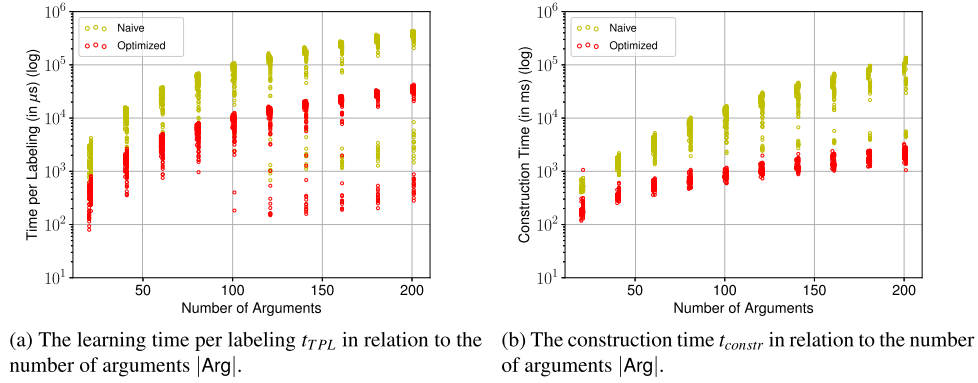 Naive
Optimized
Time per Labeling (in μs) (log)
10^6
10^5
10^4
10^3
10^2
10^1
50
100
150
200
Number of Arguments
Naive
Optimized
Construction Time (in ms) (log)
10^6
10^5
10^4
10^3
10^2
10^1
50
100
150
200
Number of Arguments
(a) The learning time per labeling t_TPL in relation to the
number of arguments |Arg|.
(b) The construction time t_constr in relation to the number
of arguments |Arg|.